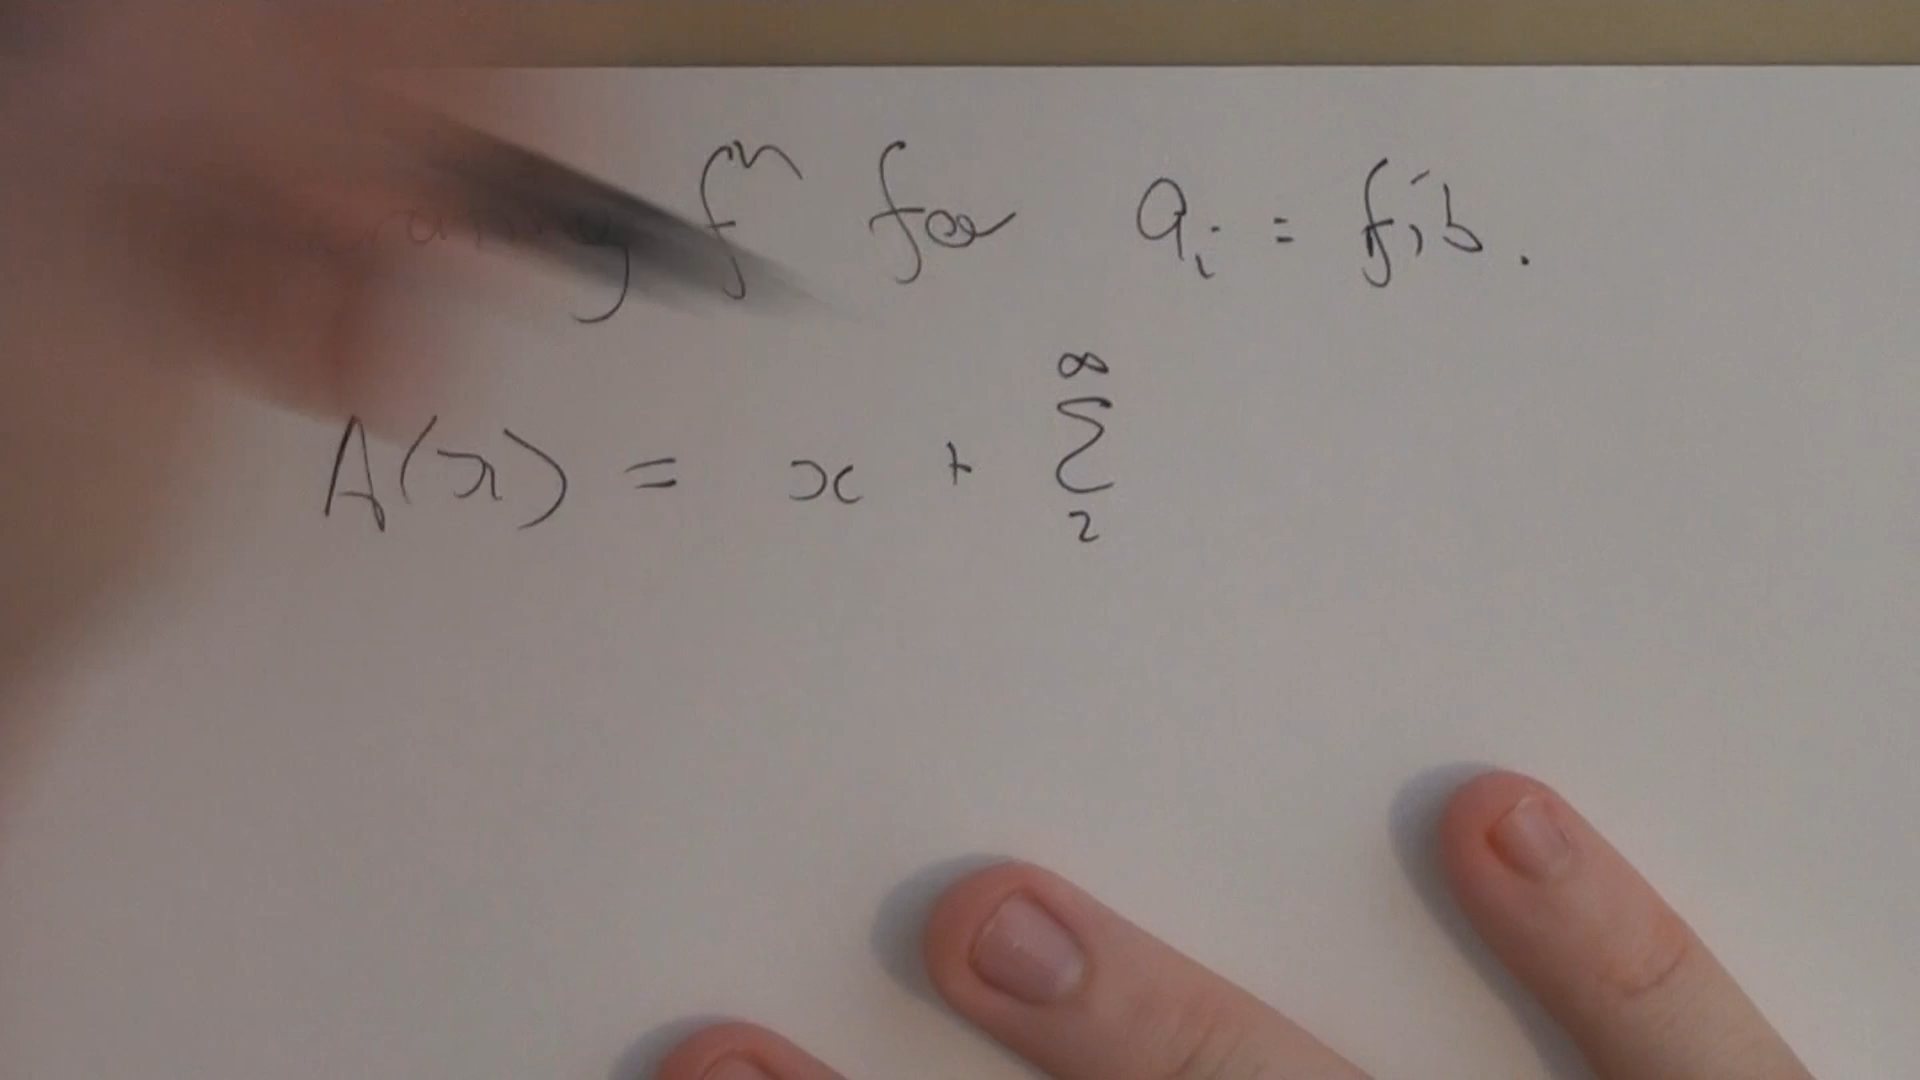 fⁿ for aᵢ = fib.
A(x) = x + ∑₂^∞